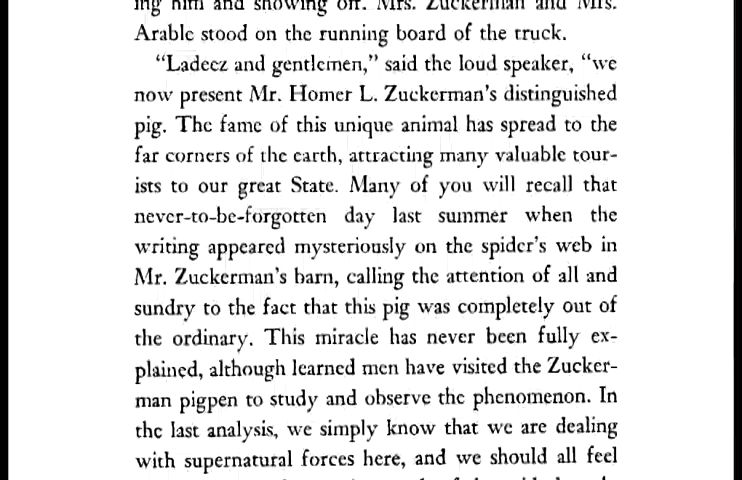 ing him and showing off. Mrs. Zuckerman and Mrs.
Arable stood on the running board of the truck.
“Ladeez and gentlemen,” said the loud speaker, “we
now present Mr. Homer L. Zuckerman’s distinguished
pig. The fame of this unique animal has spread to the
far corners of the earth, attracting many valuable tour-
ists to our great State. Many of you will recall that
never-to-be-forgotten day last summer when the
writing appeared mysteriously on the spider’s web in
Mr. Zuckerman’s barn, calling the attention of all and
sundry to the fact that this pig was completely out of
the ordinary. This miracle has never been fully ex-
plained, although learned men have visited the Zucker-
man pigpen to study and observe the phenomenon. In
the last analysis, we simply know that we are dealing
with supernatural forces here, and we should all feel